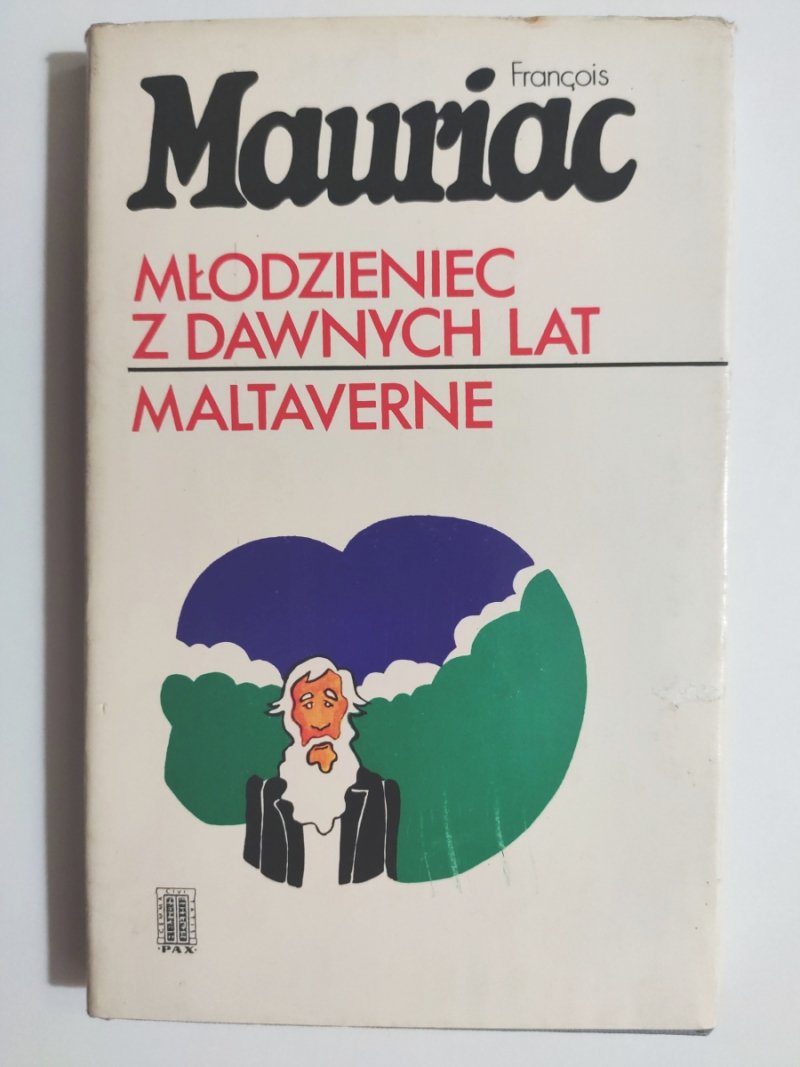 François
Mauriac
MŁODZIENIEC
Z DAWNYCH LAT
MALTAVERNE
PAX